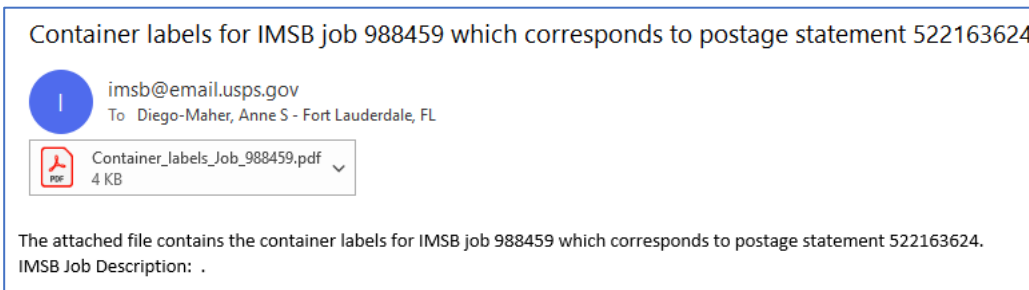 Container labels for IMSB job 988459 which corresponds to postage statement 522163624
I
imsb@email.usps.gov
To Diego-Maher, Anne S - Fort Lauderdale, FL
PDF
Container_labels_Job_988459.pdf
4 KB
The attached file contains the container labels for IMSB job 988459 which corresponds to postage statement 522163624.
IMSB Job Description: .